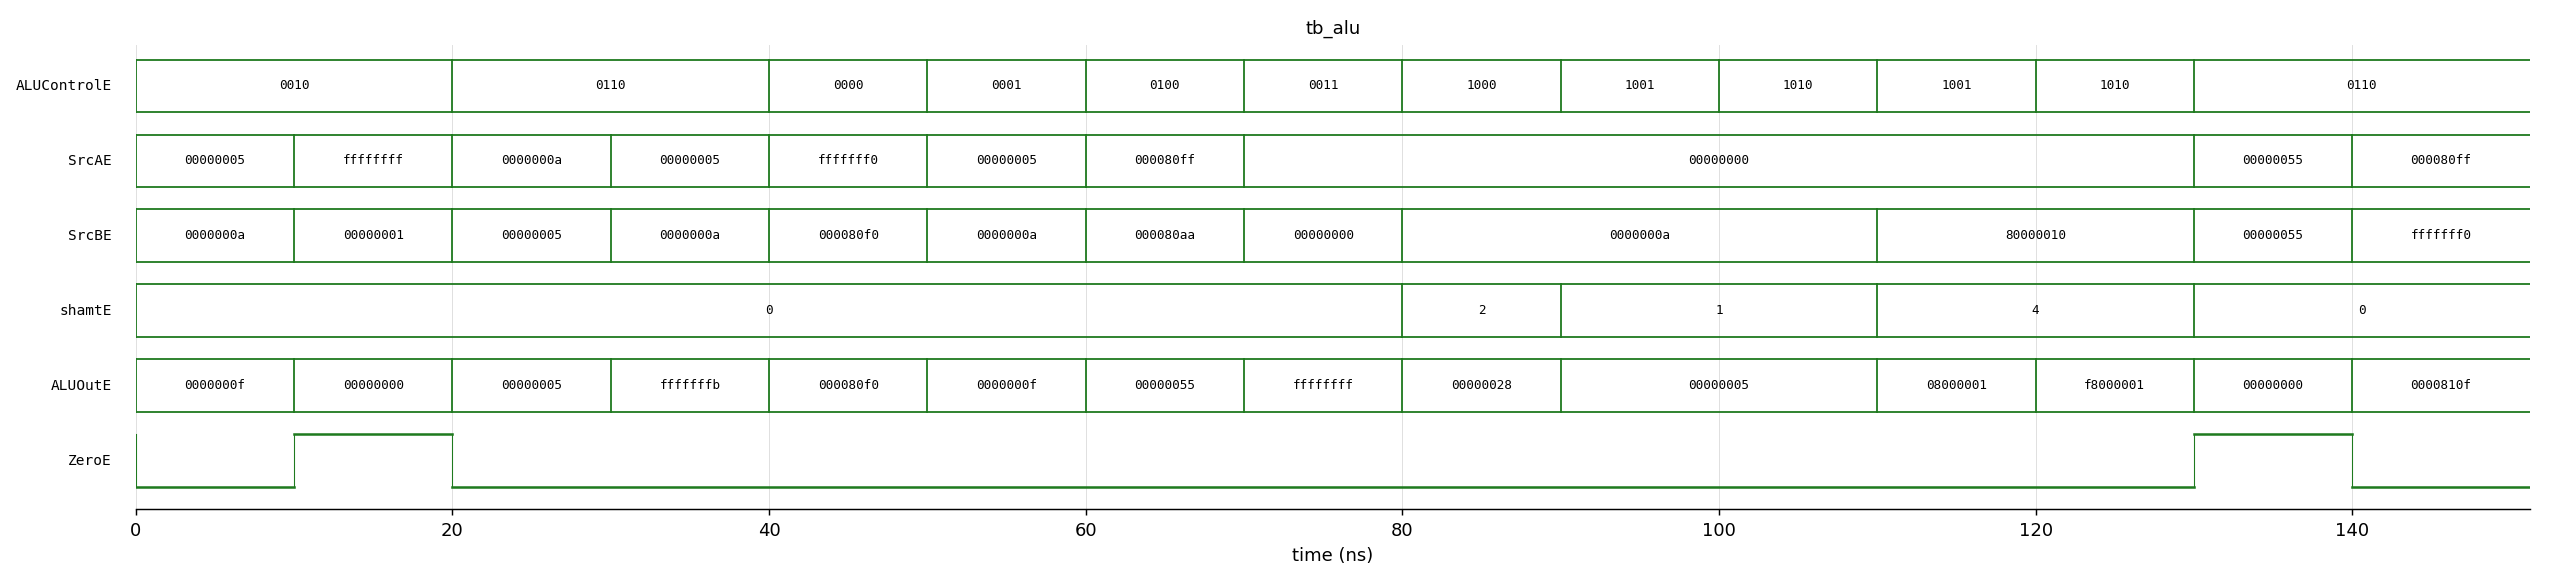 tb_alu
ALUControlE 0010 0110 0000 0001 0100 0011 1000 1001 1010 1001 1010 0110
SrcAE 00000005 ffffffff 0000000a 00000005 fffffff0 00000005 000080ff 00000000 00000055 000080ff
SrcBE 0000000a 00000001 00000005 0000000a 000080f0 0000000a 000080aa 00000000 0000000a 80000010 00000055 fffffff0
shamtE 0 2 1 4 0
ALUOutE 0000000f 00000000 00000005 fffffffb 000080f0 0000000f 00000055 ffffffff 00000028 00000005 08000001 f8000001 00000000 0000810f
ZeroE
0 20 40 60 80 100 120 140
time (ns)